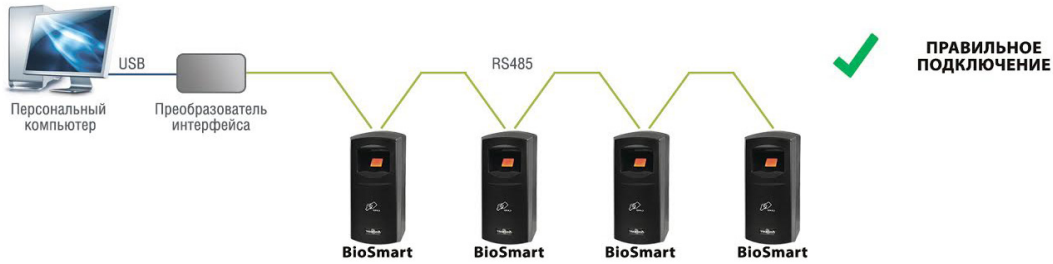 USB
RS485
ПРАВИЛЬНОЕ
ПОДКЛЮЧЕНИЕ
Персональный
компьютер
Преобразователь
интерфейса
BioSmart
BioSmart
BioSmart
BioSmart